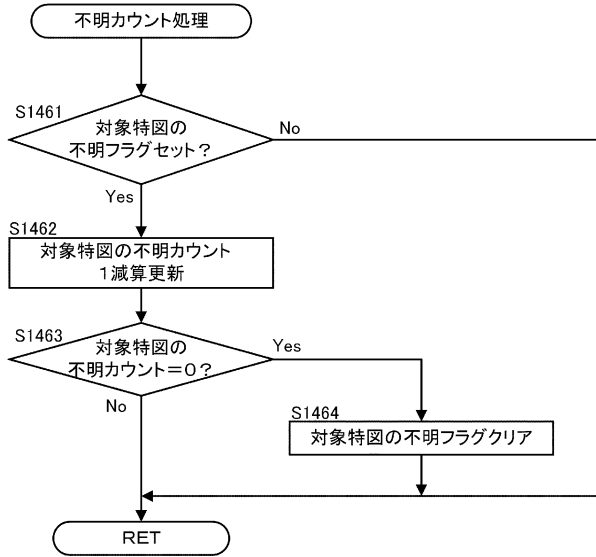 不明カウント処理
S1461
対象特図の
不明フラグセット？
No
Yes
S1462
対象特図の不明カウント
１減算更新
S1463
対象特図の
不明カウント＝０？
Yes
No
S1464
対象特図の不明フラグクリア
RET